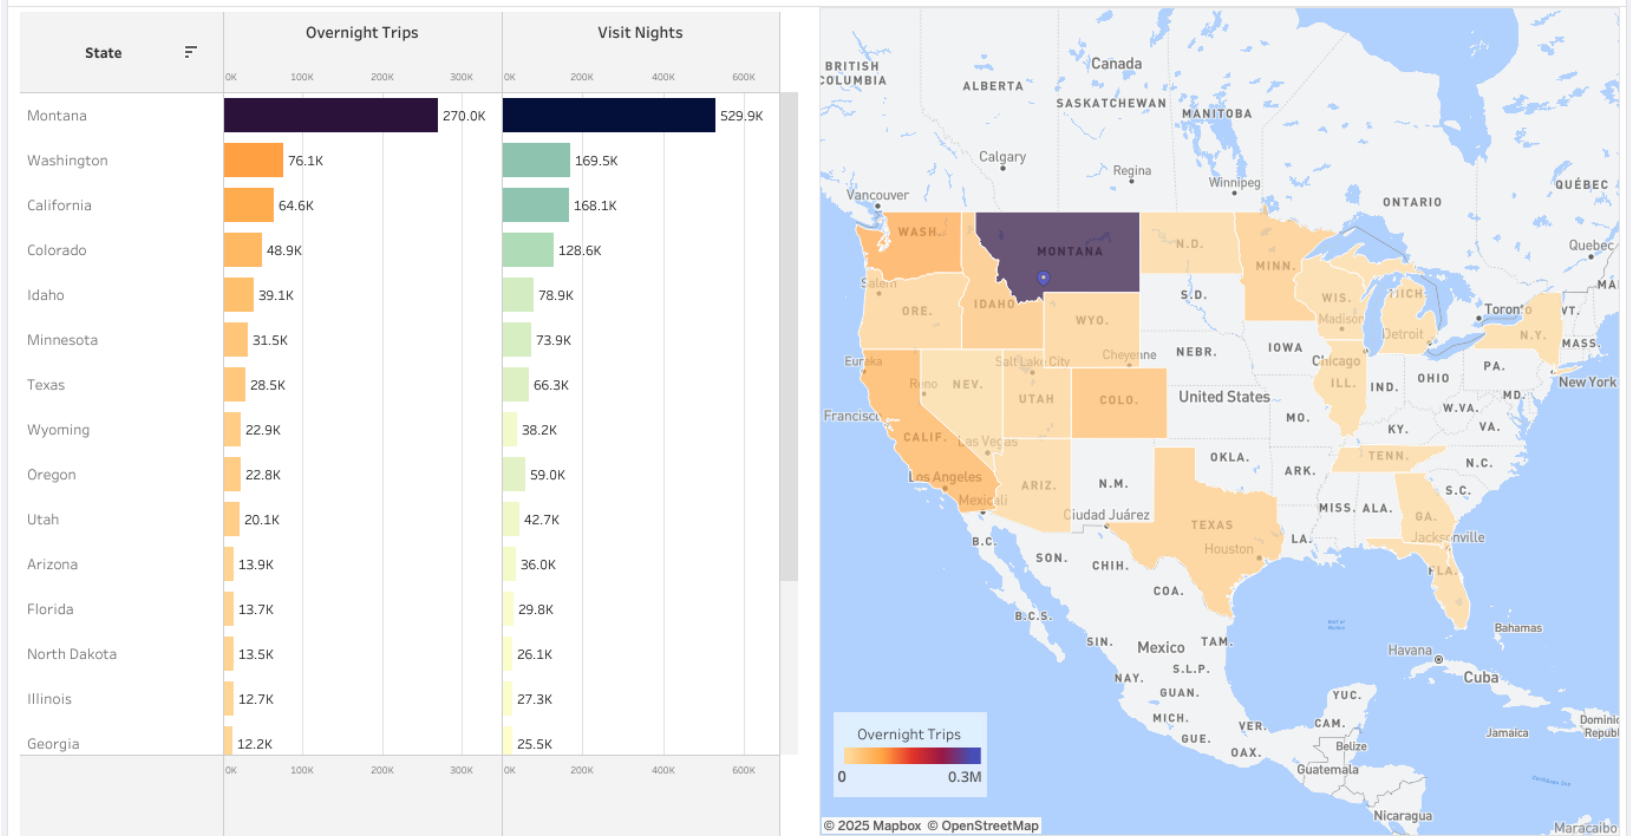 State
Overnight Trips
Visit Nights
0K 100K 200K 300K
0K 200K 400K 600K
Montana 270.0K 529.9K
Washington 76.1K 169.5K
California 64.6K 168.1K
Colorado 48.9K 128.6K
Idaho 39.1K 78.9K
Minnesota 31.5K 73.9K
Texas 28.5K 66.3K
Wyoming 22.9K 38.2K
Oregon 22.8K 59.0K
Utah 20.1K 42.7K
Arizona 13.9K 36.0K
Florida 13.7K 29.8K
North Dakota 13.5K 26.1K
Illinois 12.7K 27.3K
Georgia 12.2K 25.5K
0K 100K 200K 300K
0K 200K 400K 600K
BRITISH
COLUMBIA
ALBERTA
Canada
SASKATCHEWAN
MANITOBA
Calgary
Regina
Winnipeg
Vancouver
ONTARIO
QUÉBEC
Quebec
WASH.
MONTANA
N.D.
MINN.
Salem
ORE.
IDAHO
WYO.
S.D.
WIS.
Madison
MICH.
Detroit
Toronto
VT.
MA
N.Y.
MASS.
Eureka
Reno
NEV.
Salt Lake City
UTAH
Cheyenne
COLO.
NEBR.
IOWA
Chicago
ILL.
IND.
OHIO
PA.
New York
United States
MO.
KY.
W.VA.
VA.
MD.
Francisco
CALIF.
Las Vegas
Los Angeles
Mexicali
ARIZ.
N.M.
OKLA.
ARK.
TENN.
N.C.
S.C.
MISS.
ALA.
GA.
Jacksonville
FLA.
Ciudad Juárez
TEXAS
Houston
LA.
B.C.
SON.
CHIH.
COA.
B.C.S.
SIN.
Mexico
TAM.
S.L.P.
NAY.
GUAN.
MICH.
GUE.
VER.
OAX.
YUC.
CAM.
Belize
Guatemala
Nicaragua
Havana
Cuba
Bahamas
Jamaica
Dominic
Republ
Maracaibo
Overnight Trips
0 0.3M
© 2025 Mapbox © OpenStreetMap